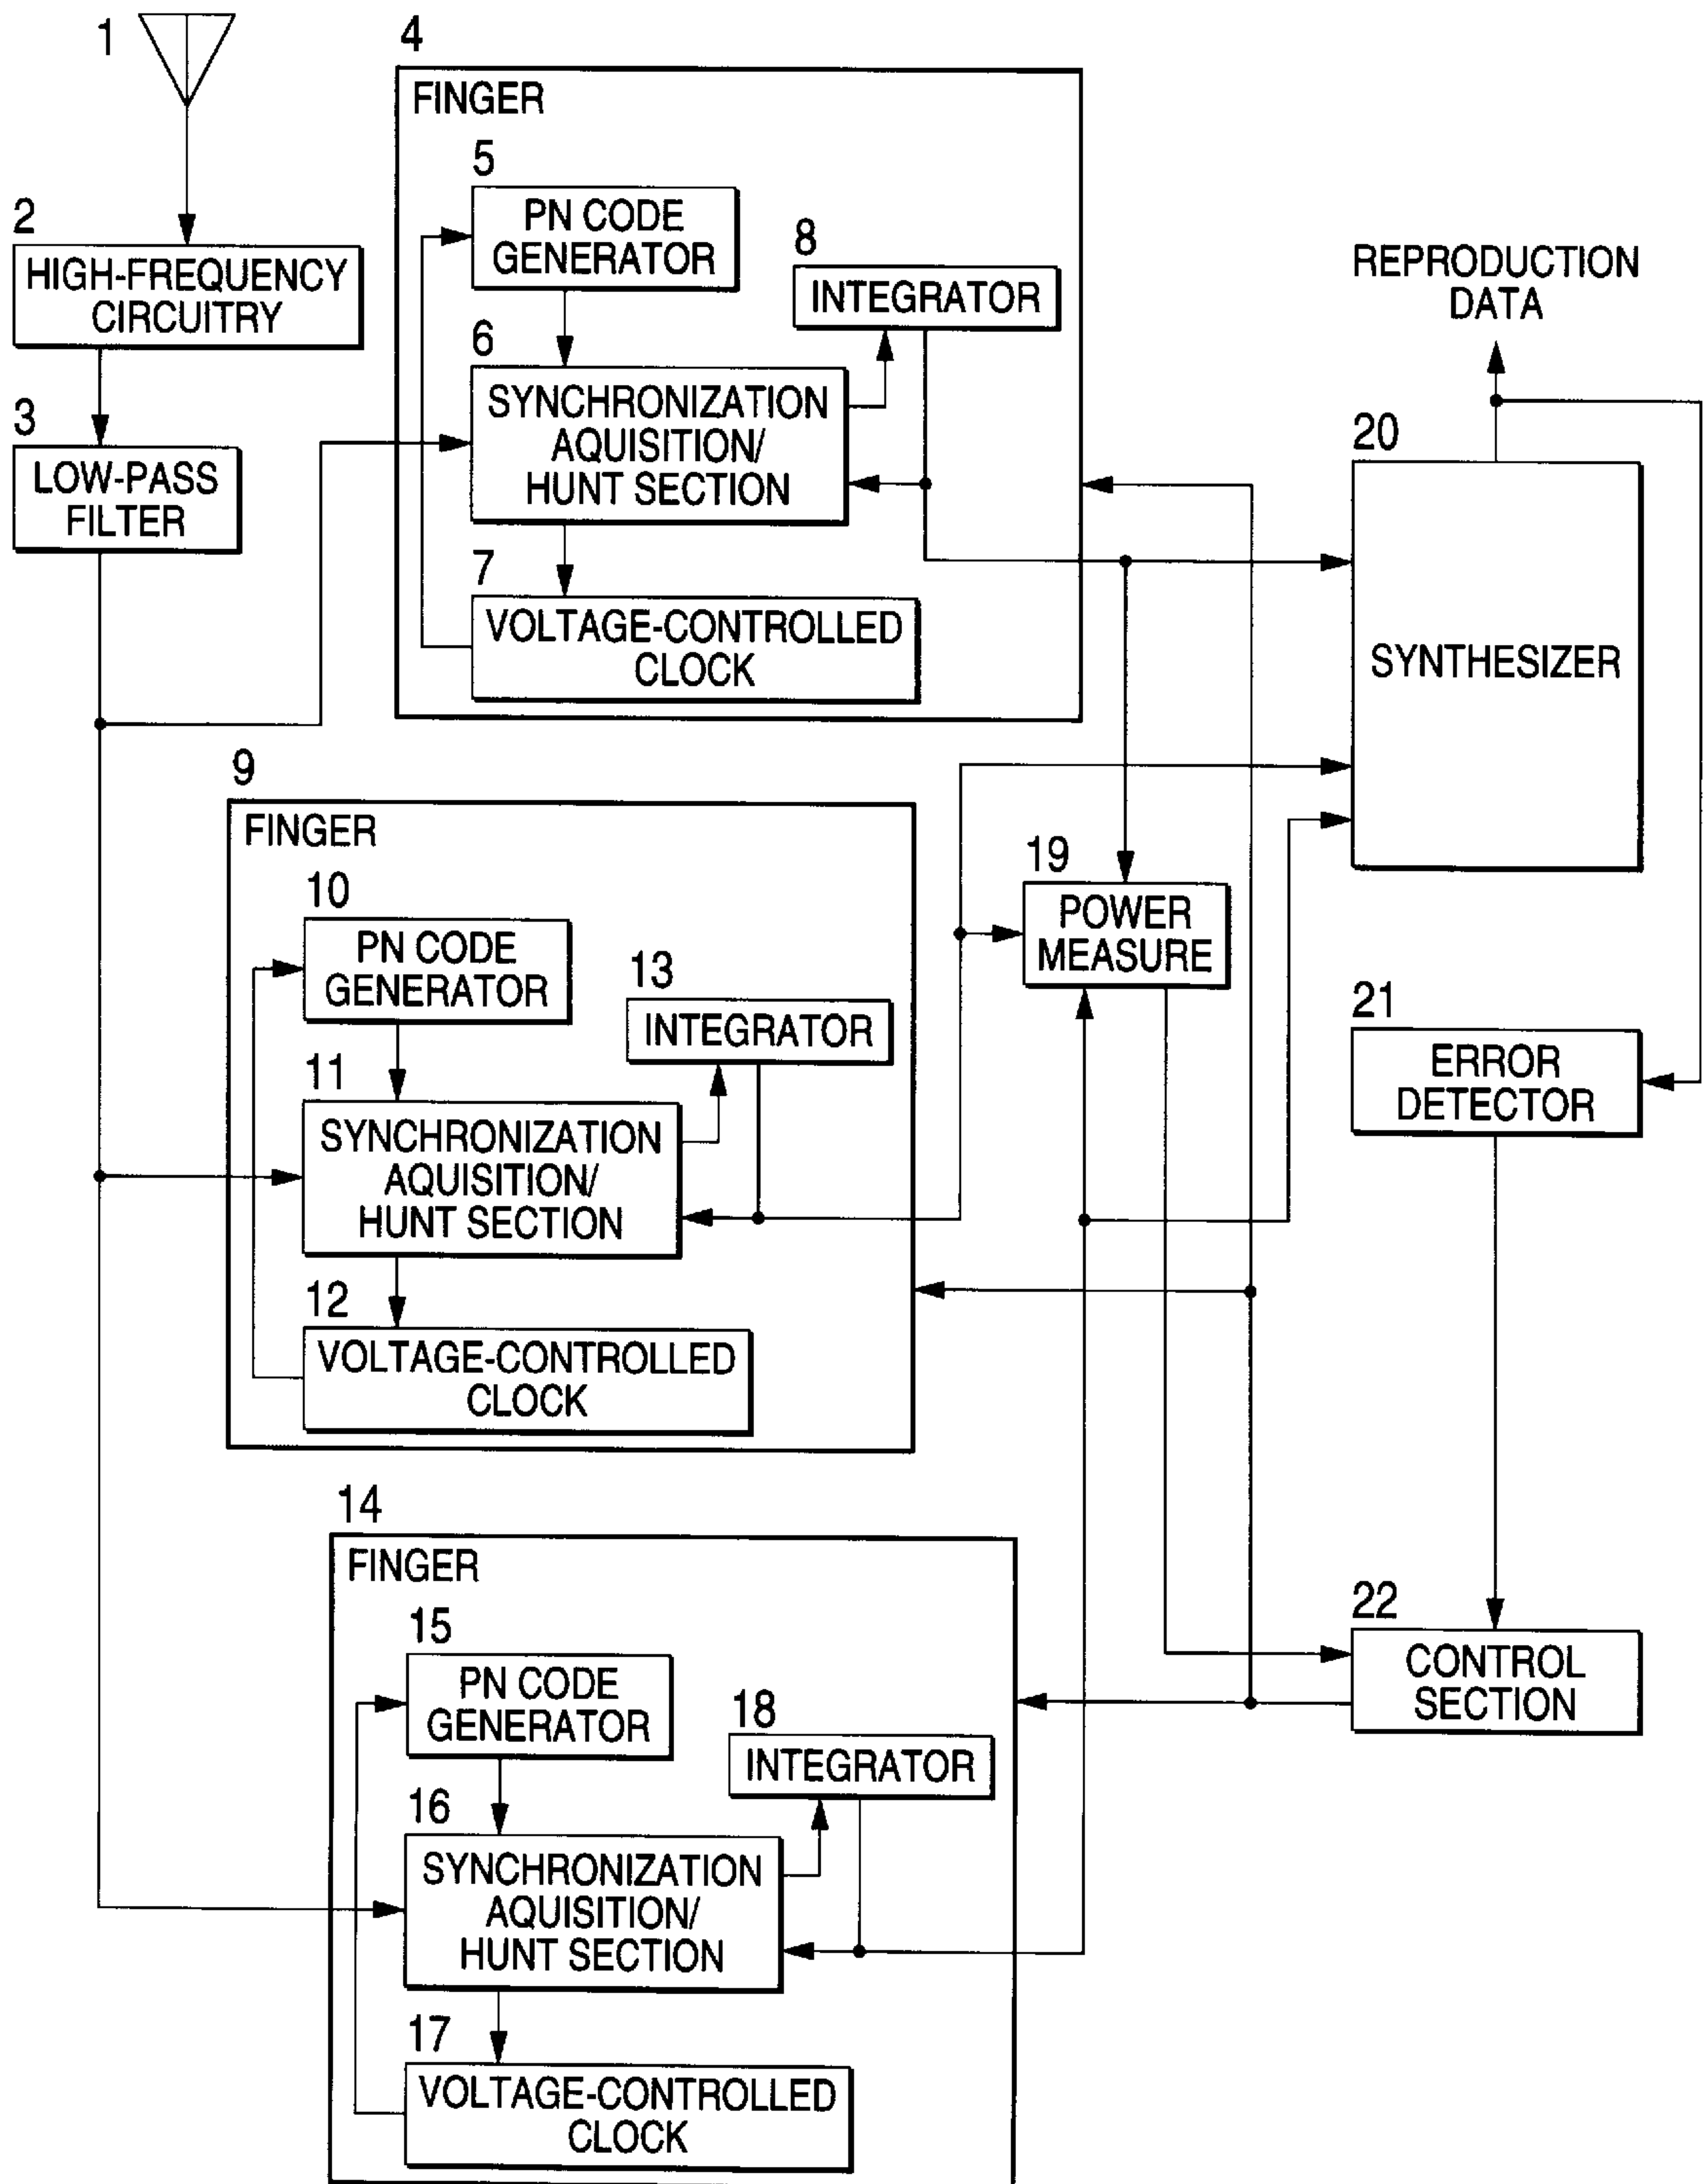 1
2
HIGH-FREQUENCY
CIRCUITRY
3
LOW-PASS
FILTER
4
FINGER
5
PN CODE
GENERATOR
6
SYNCHRONIZATION
AQUISITION/
HUNT SECTION
7
VOLTAGE-CONTROLLED
CLOCK
8
INTEGRATOR
9
FINGER
10
PN CODE
GENERATOR
11
SYNCHRONIZATION
AQUISITION/
HUNT SECTION
12
VOLTAGE-CONTROLLED
CLOCK
13
INTEGRATOR
14
FINGER
15
PN CODE
GENERATOR
16
SYNCHRONIZATION
AQUISITION/
HUNT SECTION
17
VOLTAGE-CONTROLLED
CLOCK
18
INTEGRATOR
19
POWER
MEASURE
REPRODUCTION
DATA
20
SYNTHESIZER
21
ERROR
DETECTOR
22
CONTROL
SECTION